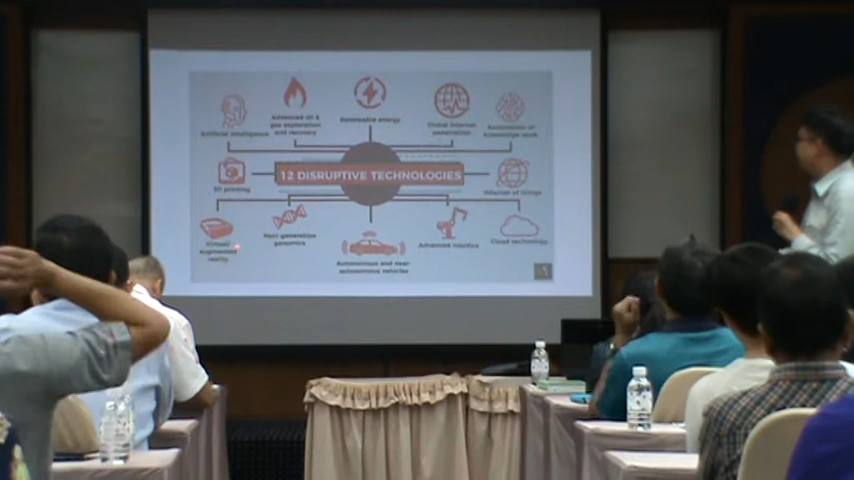 Artificial intelligence
Advanced oil &
gas exploration
and recovery
Renewable energy
Global internet
penetration
Automation of
knowledge work
3D printing
12 DISRUPTIVE TECHNOLOGIES
Internet of things
Virtual/
augmented
reality
Next-generation
genomics
Autonomous and near-
autonomous vehicles
Advanced robotics
Cloud technology